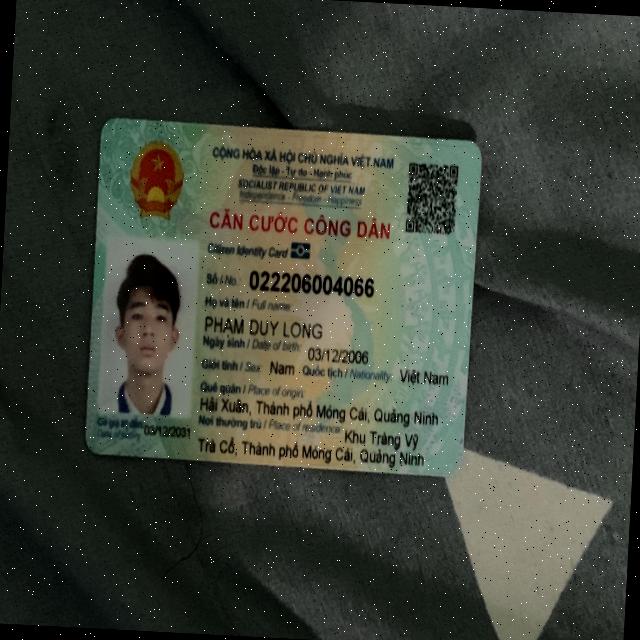 CỘNG HÒA XÃ HỘI CHỦ NGHĨA VIỆT NAM
Độc lập - Tự do - Hạnh phúc
SOCIALIST REPUBLIC OF VIET NAM
Independence - Freedom - Happiness
CĂN CƯỚC CÔNG DÂN
Citizen Identity Card
Số / No.: 022206004066
Họ và tên / Full name:
PHẠM DUY LONG
Ngày sinh / Date of birth: 03/12/2006
Giới tính / Sex: Nam Quốc tịch / Nationality: Việt Nam
Quê quán / Place of origin:
Hải Xuân, Thành phố Móng Cái, Quảng Ninh
Nơi thường trú / Place of residence: Khu Tràng Vỹ
Trà Cổ, Thành phố Móng Cái, Quảng Ninh
Có giá trị đến: 03/12/2031